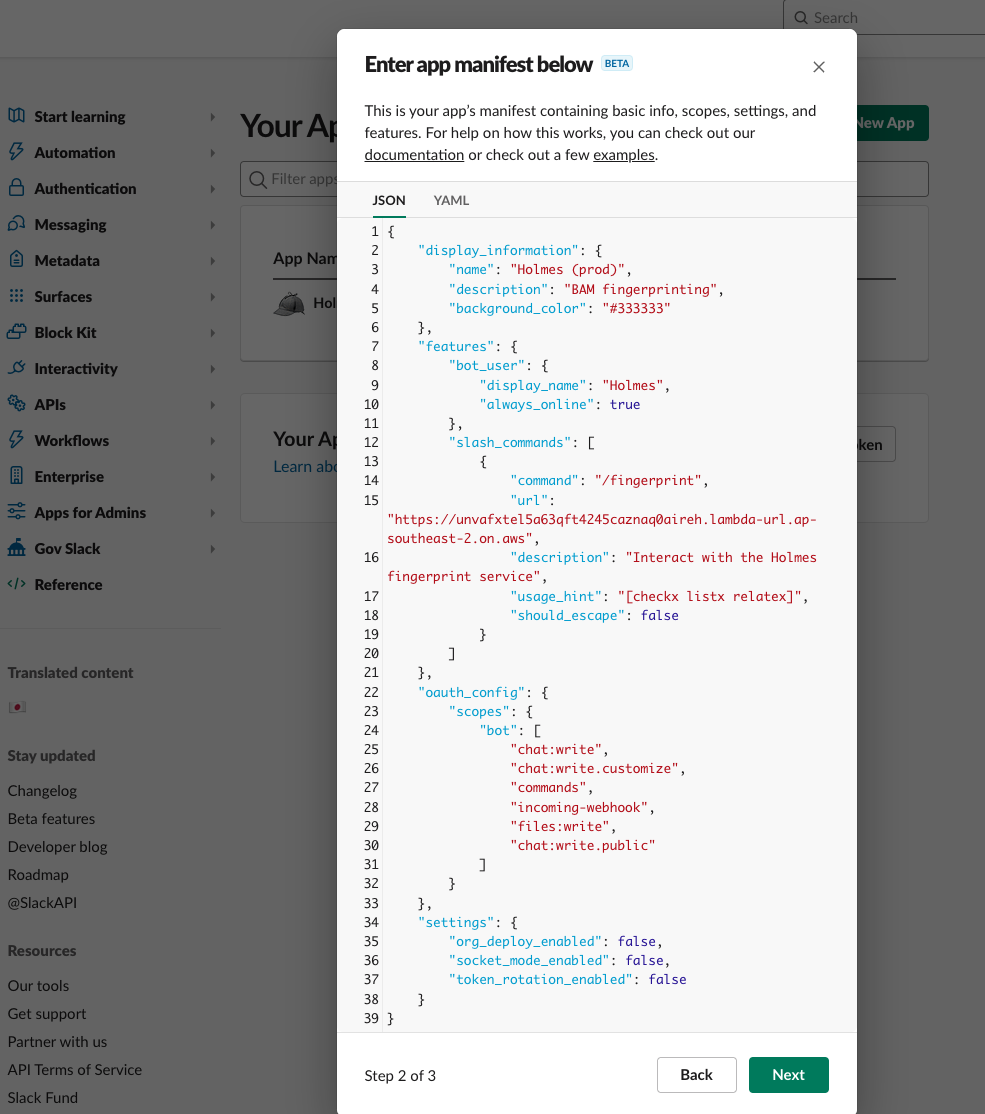 Search
Enter app manifest below BETA
This is your app's manifest containing basic info, scopes, settings, and
features. For help on how this works, you can check out our
documentation or check out a few examples.
JSON YAML
1 {
2 "display_information": {
3 "name": "Holmes (prod)",
4 "description": "BAM fingerprinting",
5 "background_color": "#333333"
6 },
7 "features": {
8 "bot_user": {
9 "display_name": "Holmes",
10 "always_online": true
11 },
12 "slash_commands": [
13 {
14 "command": "/fingerprint",
15 "url":
"https://unvafxtel5a63qft4245caznaq0aireh.lambda-url.ap-
southeast-2.on.aws",
16 "description": "Interact with the Holmes
fingerprint service",
17 "usage_hint": "[checkx listx relatex]",
18 "should_escape": false
19 }
20 ]
21 },
22 "oauth_config": {
23 "scopes": {
24 "bot": [
25 "chat:write",
26 "chat:write.customize",
27 "commands",
28 "incoming-webhook",
29 "files:write",
30 "chat:write.public"
31 ]
32 }
33 },
34 "settings": {
35 "org_deploy_enabled": false,
36 "socket_mode_enabled": false,
37 "token_rotation_enabled": false
38 }
39 }
Step 2 of 3
Back
Next
Start learning
Automation
Authentication
Messaging
Metadata
Surfaces
Block Kit
Interactivity
APIs
Workflows
Enterprise
Apps for Admins
Gov Slack
Reference
Translated content
Stay updated
Changelog
Beta features
Developer blog
Roadmap
@SlackAPI
Resources
Our tools
Get support
Partner with us
API Terms of Service
Slack Fund
Your Ap
New App
Filter apps
App Nam
Hol
Your Ap
Learn abo
ken